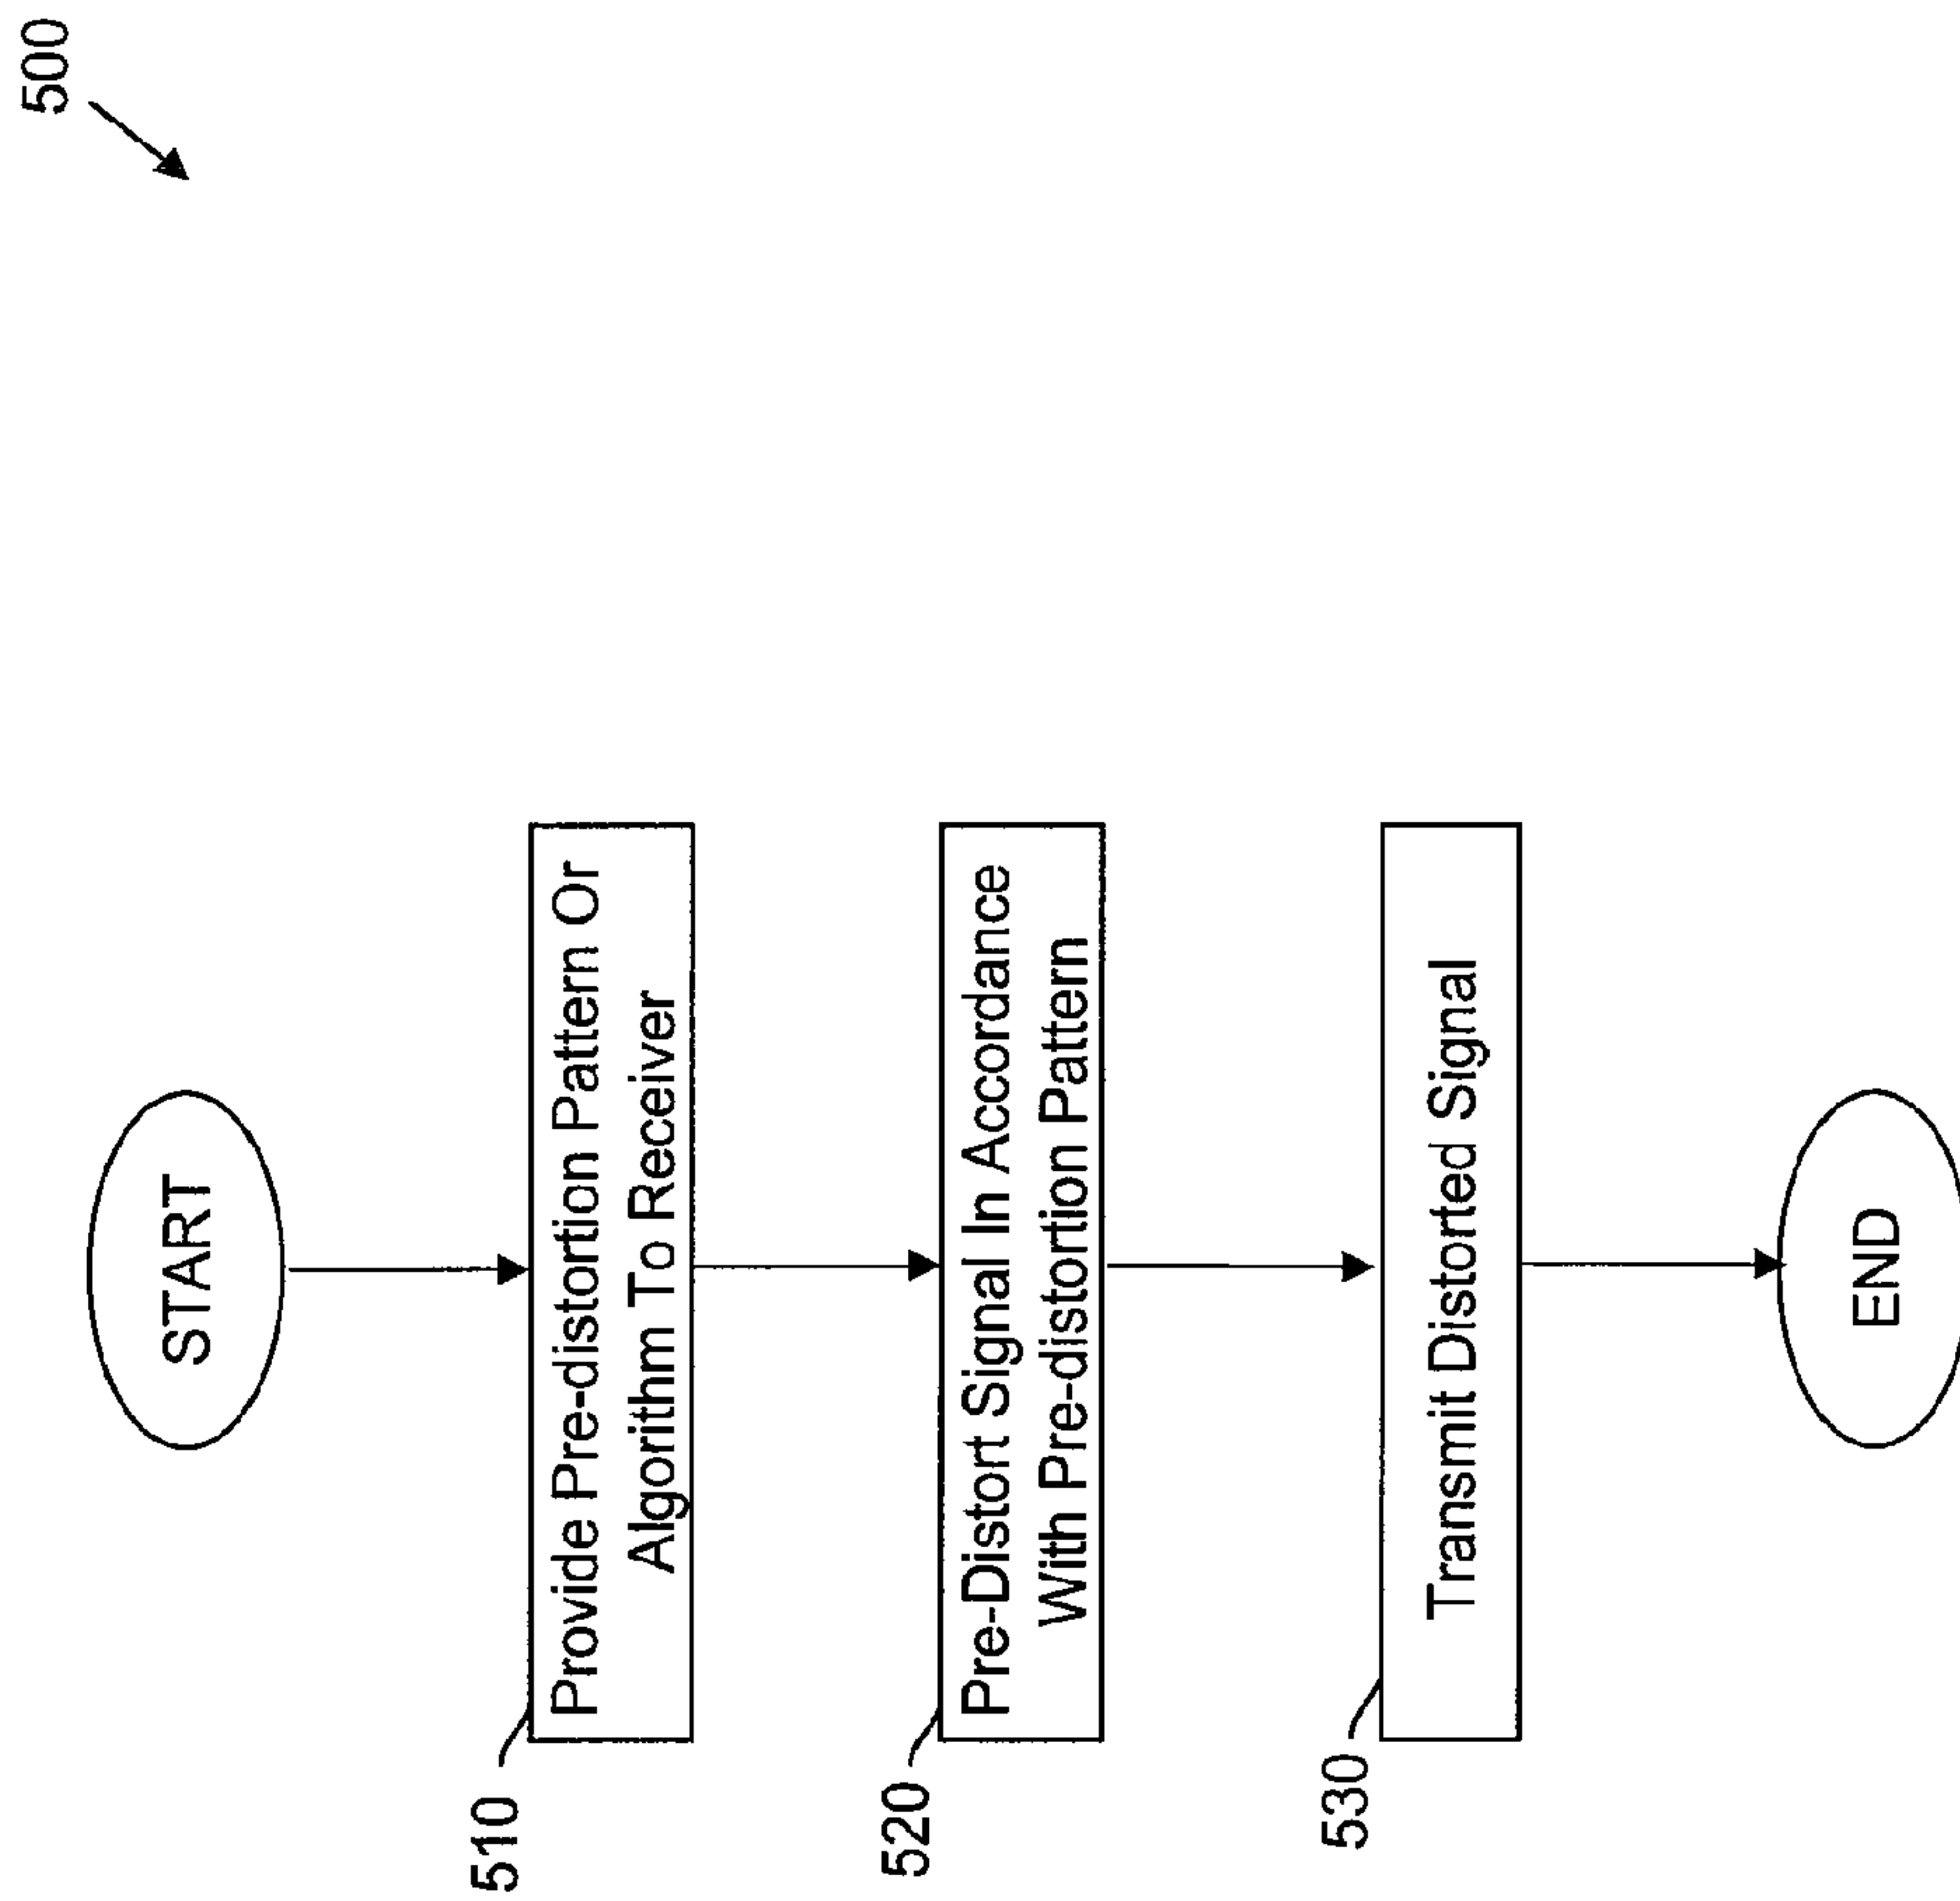 500
START
510
Provide Pre-distortion Pattern Or
Algorithm To Receiver
520
Pre-Distort Signal In Accordance
With Pre-distortion Pattern
530
Transmit Distorted Signal
END